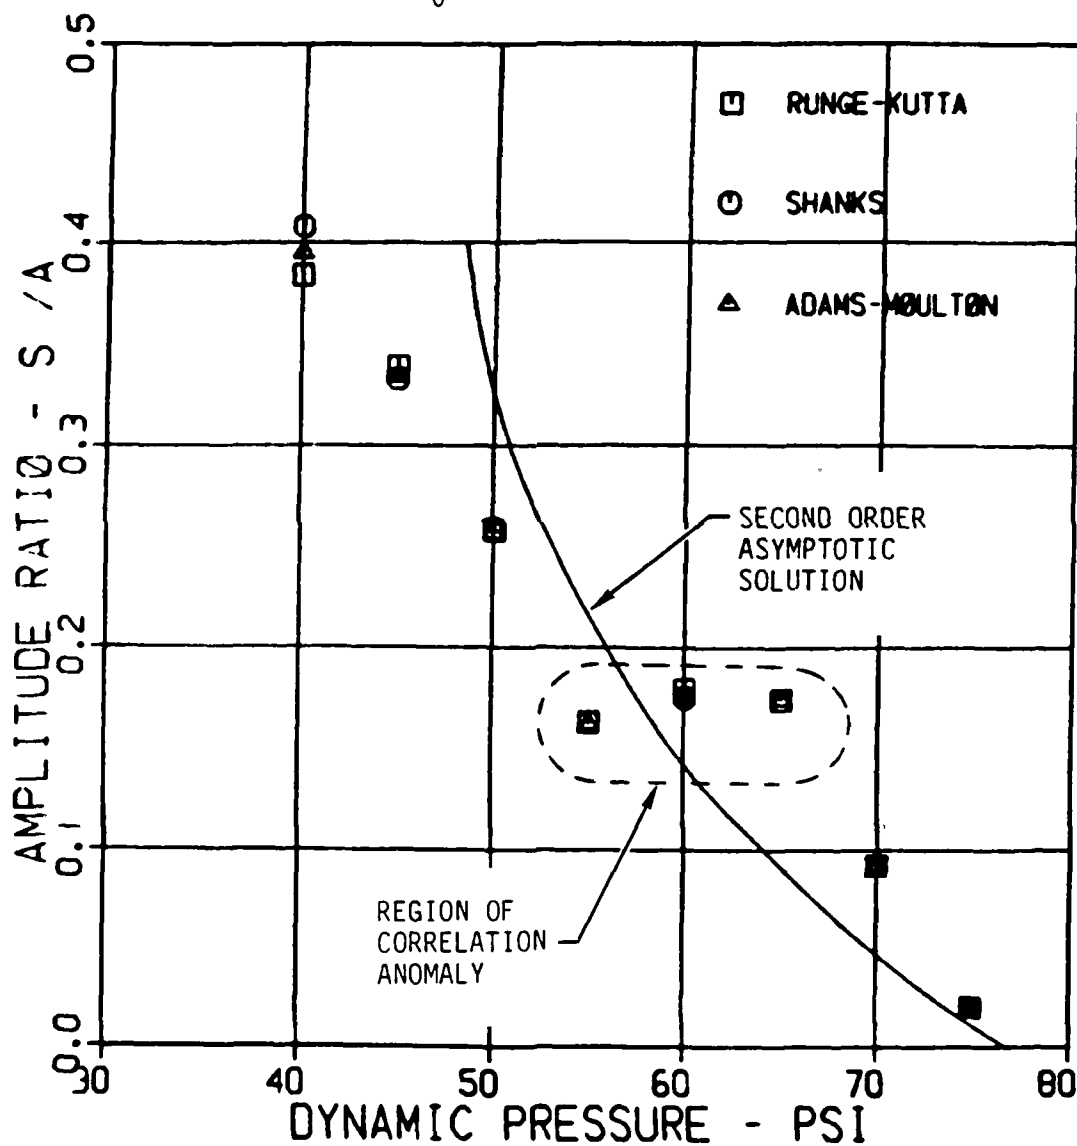 0.5
0.4
0.3
0.2
0.1
0.0
AMPLITUDE RATIØ - S /A
RUNGE-KUTTA
SHANKS
ADAMS-MØULTØN
SECOND ORDER
ASYMPTOTIC
SOLUTION
REGION OF
CORRELATION
ANOMALY
30 40 50 60 70 80
DYNAMIC PRESSURE - PSI